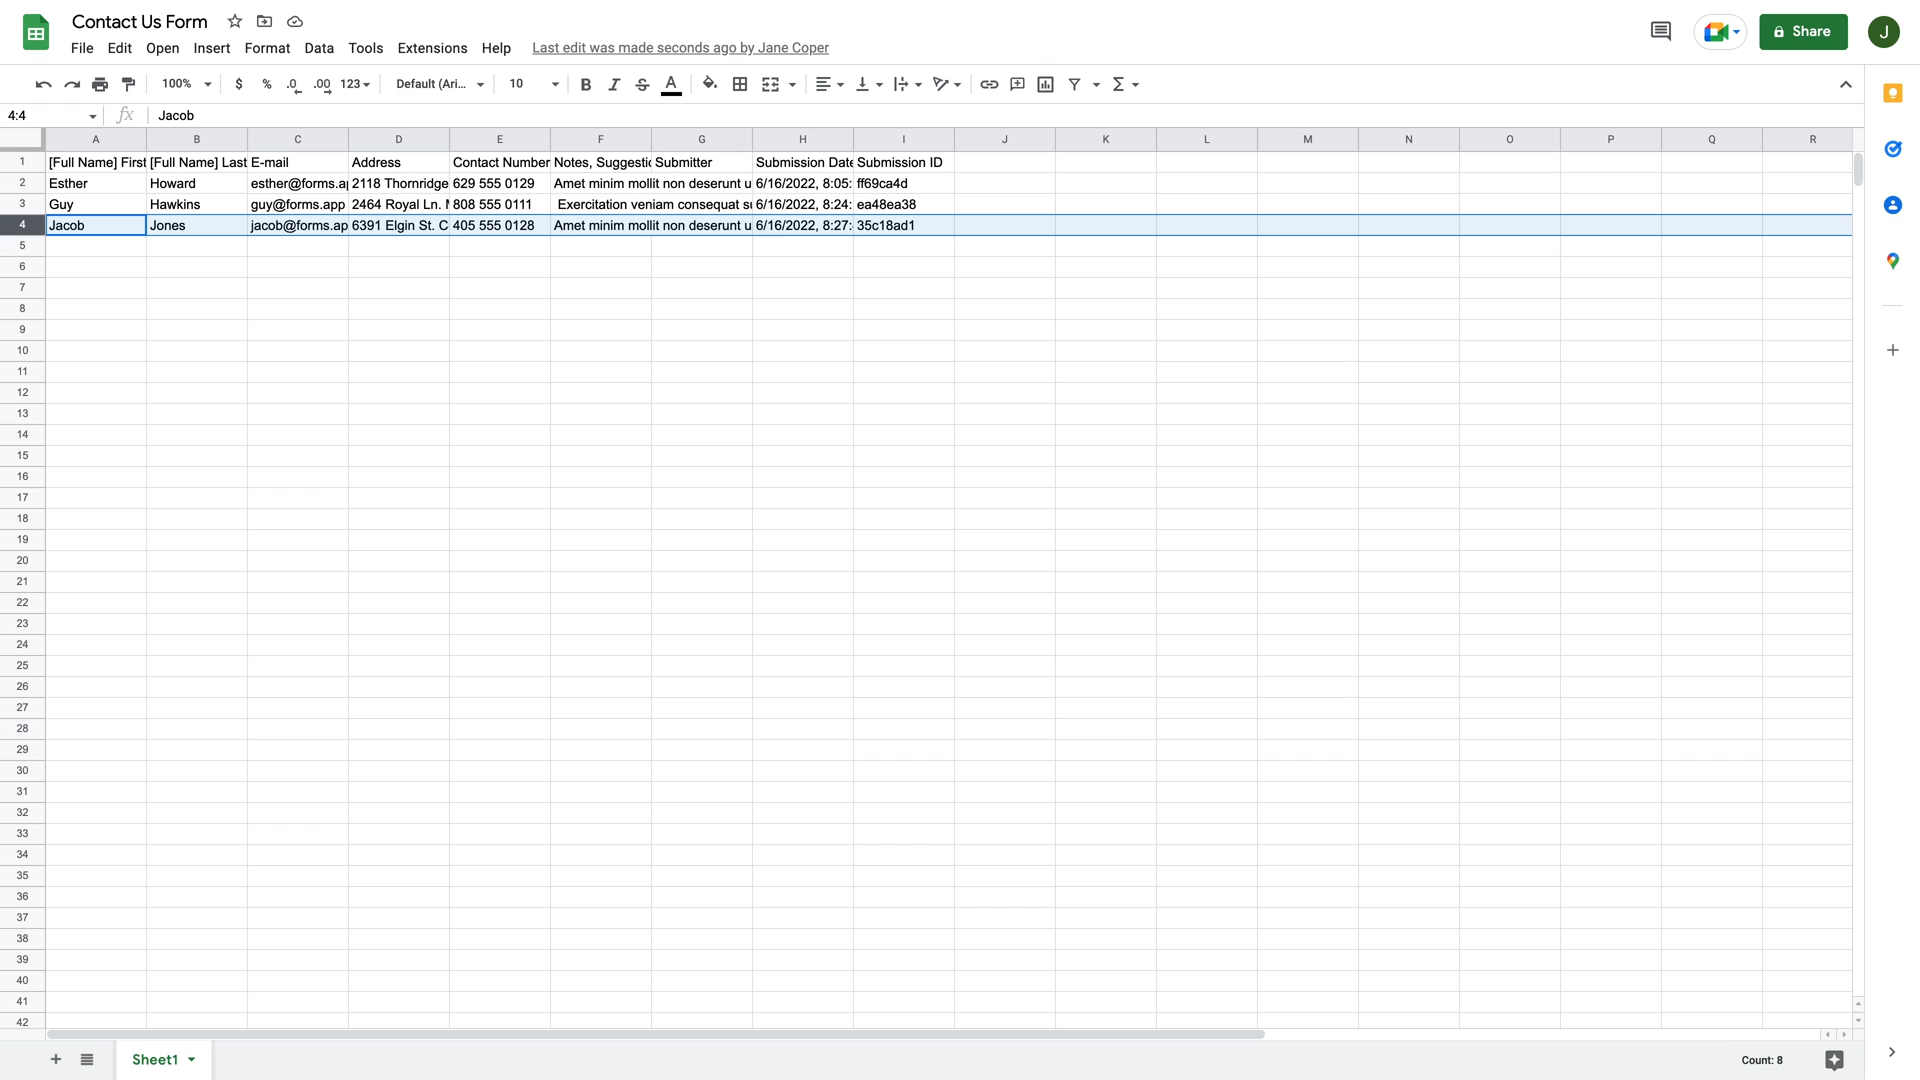 Contact Us Form
File Edit Open Insert Format Data Tools Extensions Help Last edit was made seconds ago by Jane Coper
Share
J
100% $ % .0 .00 123 Default (Ari... 10 B I S A
4:4 fx Jacob
A B C D E F G H I J K L M N O P Q R
1 [Full Name] First [Full Name] Last E-mail Address Contact Number Notes, Suggestic Submitter Submission Date Submission ID
2 Esther Howard esther@forms.a 2118 Thornridge 629 555 0129 Amet minim mollit non deserunt u 6/16/2022, 8:05: ff69ca4d
3 Guy Hawkins guy@forms.app 2464 Royal Ln. 808 555 0111 Exercitation veniam consequat su 6/16/2022, 8:24: ea48ea38
4 Jacob Jones jacob@forms.ap 6391 Elgin St. C 405 555 0128 Amet minim mollit non deserunt u 6/16/2022, 8:27: 35c18ad1
5
6
7
8
9
10
11
12
13
14
15
16
17
18
19
20
21
22
23
24
25
26
27
28
29
30
31
32
33
34
35
36
37
38
39
40
41
42
Sheet1
Count: 8